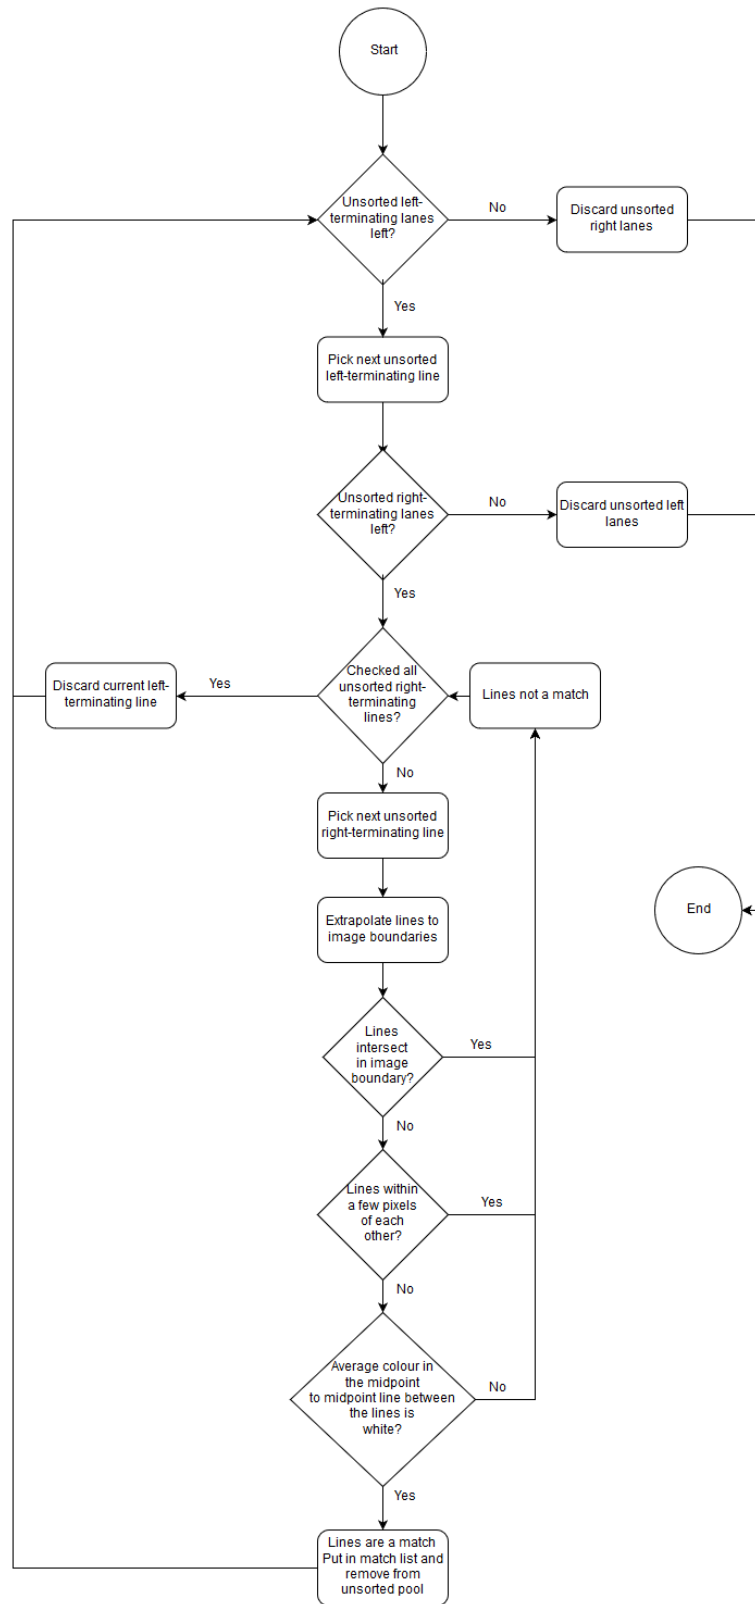 Start
Unsorted left-
terminating lanes
left?
No
Discard unsorted
right lanes
Yes
Pick next unsorted
left-terminating line
Unsorted right-
terminating lanes
left?
No
Discard unsorted left
lanes
Yes
Checked all
unsorted right-
terminating
lines?
Yes
Discard current left-
terminating line
Lines not a match
No
Pick next unsorted
right-terminating line
Extrapolate lines to
image boundaries
End
Lines
intersect
in image
boundary?
Yes
No
Lines within
a few pixels
of each
other?
Yes
No
Average colour in
the midpoint
to midpoint line between
the lines is
white?
No
Yes
Lines are a match
Put in match list and
remove from
unsorted pool